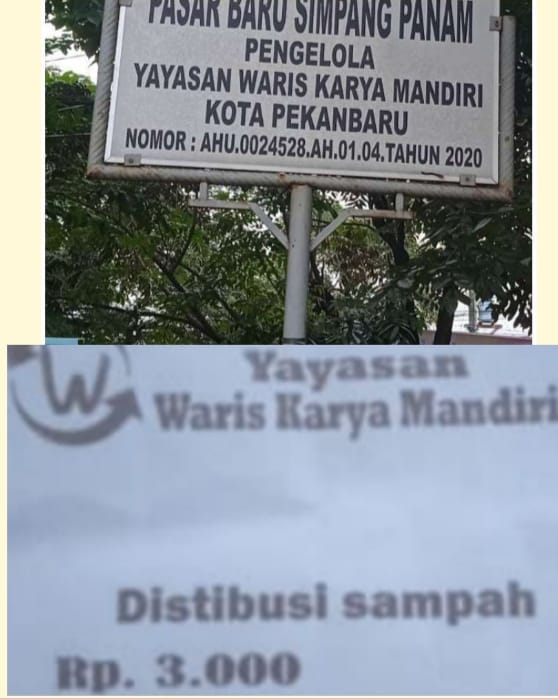 PASAR BARU SIMPANG PANAM
PENGELOLA
YAYASAN WARIS KARYA MANDIRI
KOTA PEKANBARU
NOMOR : AHU.0024528.AH.01.04.TAHUN 2020
W
Yayasan
Waris Karya Mandiri
Distibusi sampah
Rp. 3.000